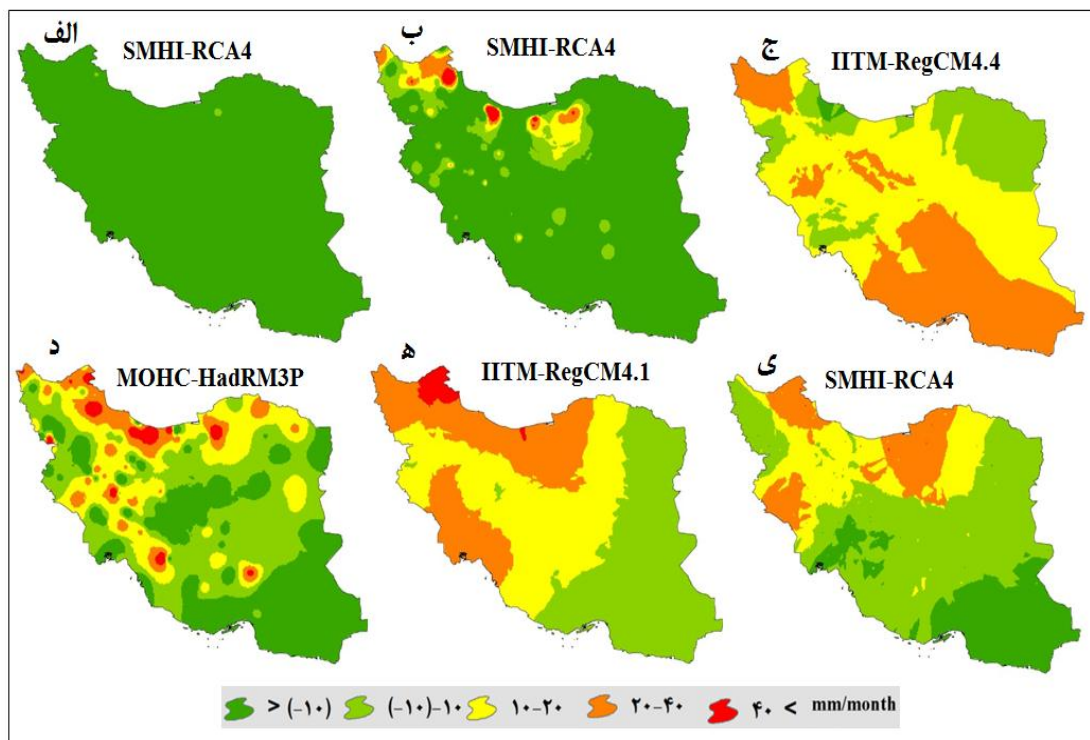 الف
SMHI-RCA4
ب
SMHI-RCA4
ج
IITM-RegCM4.4
د
MOHC-HadRM3P
ه
IITM-RegCM4.1
ی
SMHI-RCA4
> (-۱۰) (-۱۰)-۱۰ ۱۰-۲۰ ۲۰-۴۰ ۴۰ < mm/month